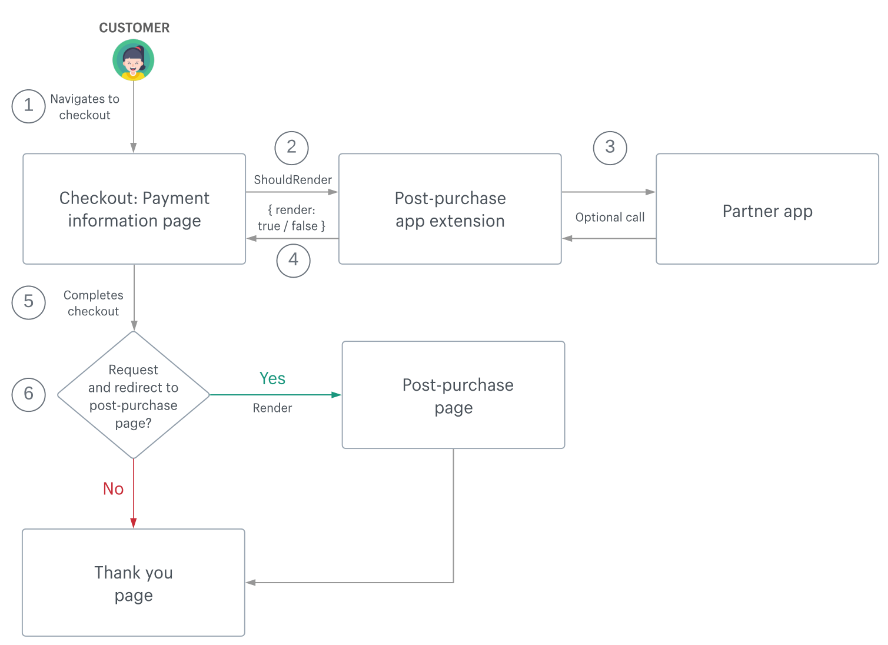 CUSTOMER
1
Navigates to
checkout
2
3
ShouldRender
Checkout: Payment
information page
{ render:
true / false }
4
Post-purchase
app extension
Optional call
Partner app
5
Completes
checkout
6
Request
and redirect to
post-purchase
page?
Yes
Render
Post-purchase
page
No
Thank you
page